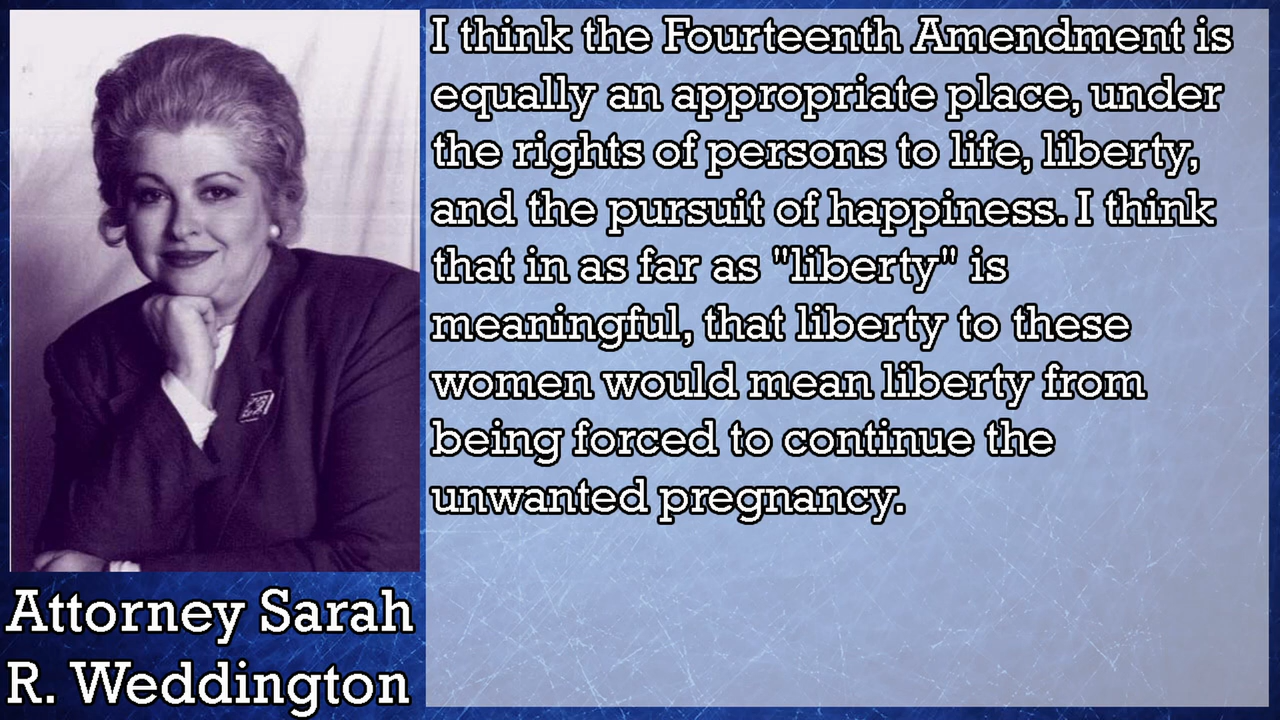 I think the Fourteenth Amendment is
equally an appropriate place, under
the rights of persons to life, liberty,
and the pursuit of happiness. I think
that in as far as "liberty" is
meaningful, that liberty to these
women would mean liberty from
being forced to continue the
unwanted pregnancy.
Attorney Sarah
R. Weddington